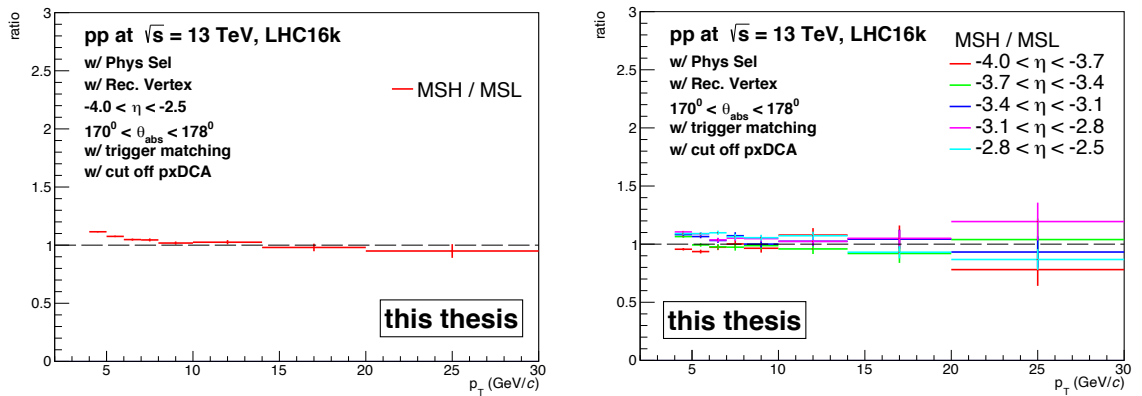 ratio
3
2.5
2
1.5
1
0.5
0
5 10 15 20 25 30
p_T (GeV/c)
pp at √s = 13 TeV, LHC16k
w/ Phys Sel
w/ Rec. Vertex
-4.0 < η < -2.5
170⁰ < θ_abs < 178⁰
w/ trigger matching
w/ cut off pxDCA
MSH / MSL
this thesis
ratio
3
2.5
2
1.5
1
0.5
0
5 10 15 20 25 30
p_T (GeV/c)
pp at √s = 13 TeV, LHC16k
w/ Phys Sel
w/ Rec. Vertex
170⁰ < θ_abs < 178⁰
w/ trigger matching
w/ cut off pxDCA
MSH / MSL
-4.0 < η < -3.7
-3.7 < η < -3.4
-3.4 < η < -3.1
-3.1 < η < -2.8
-2.8 < η < -2.5
this thesis